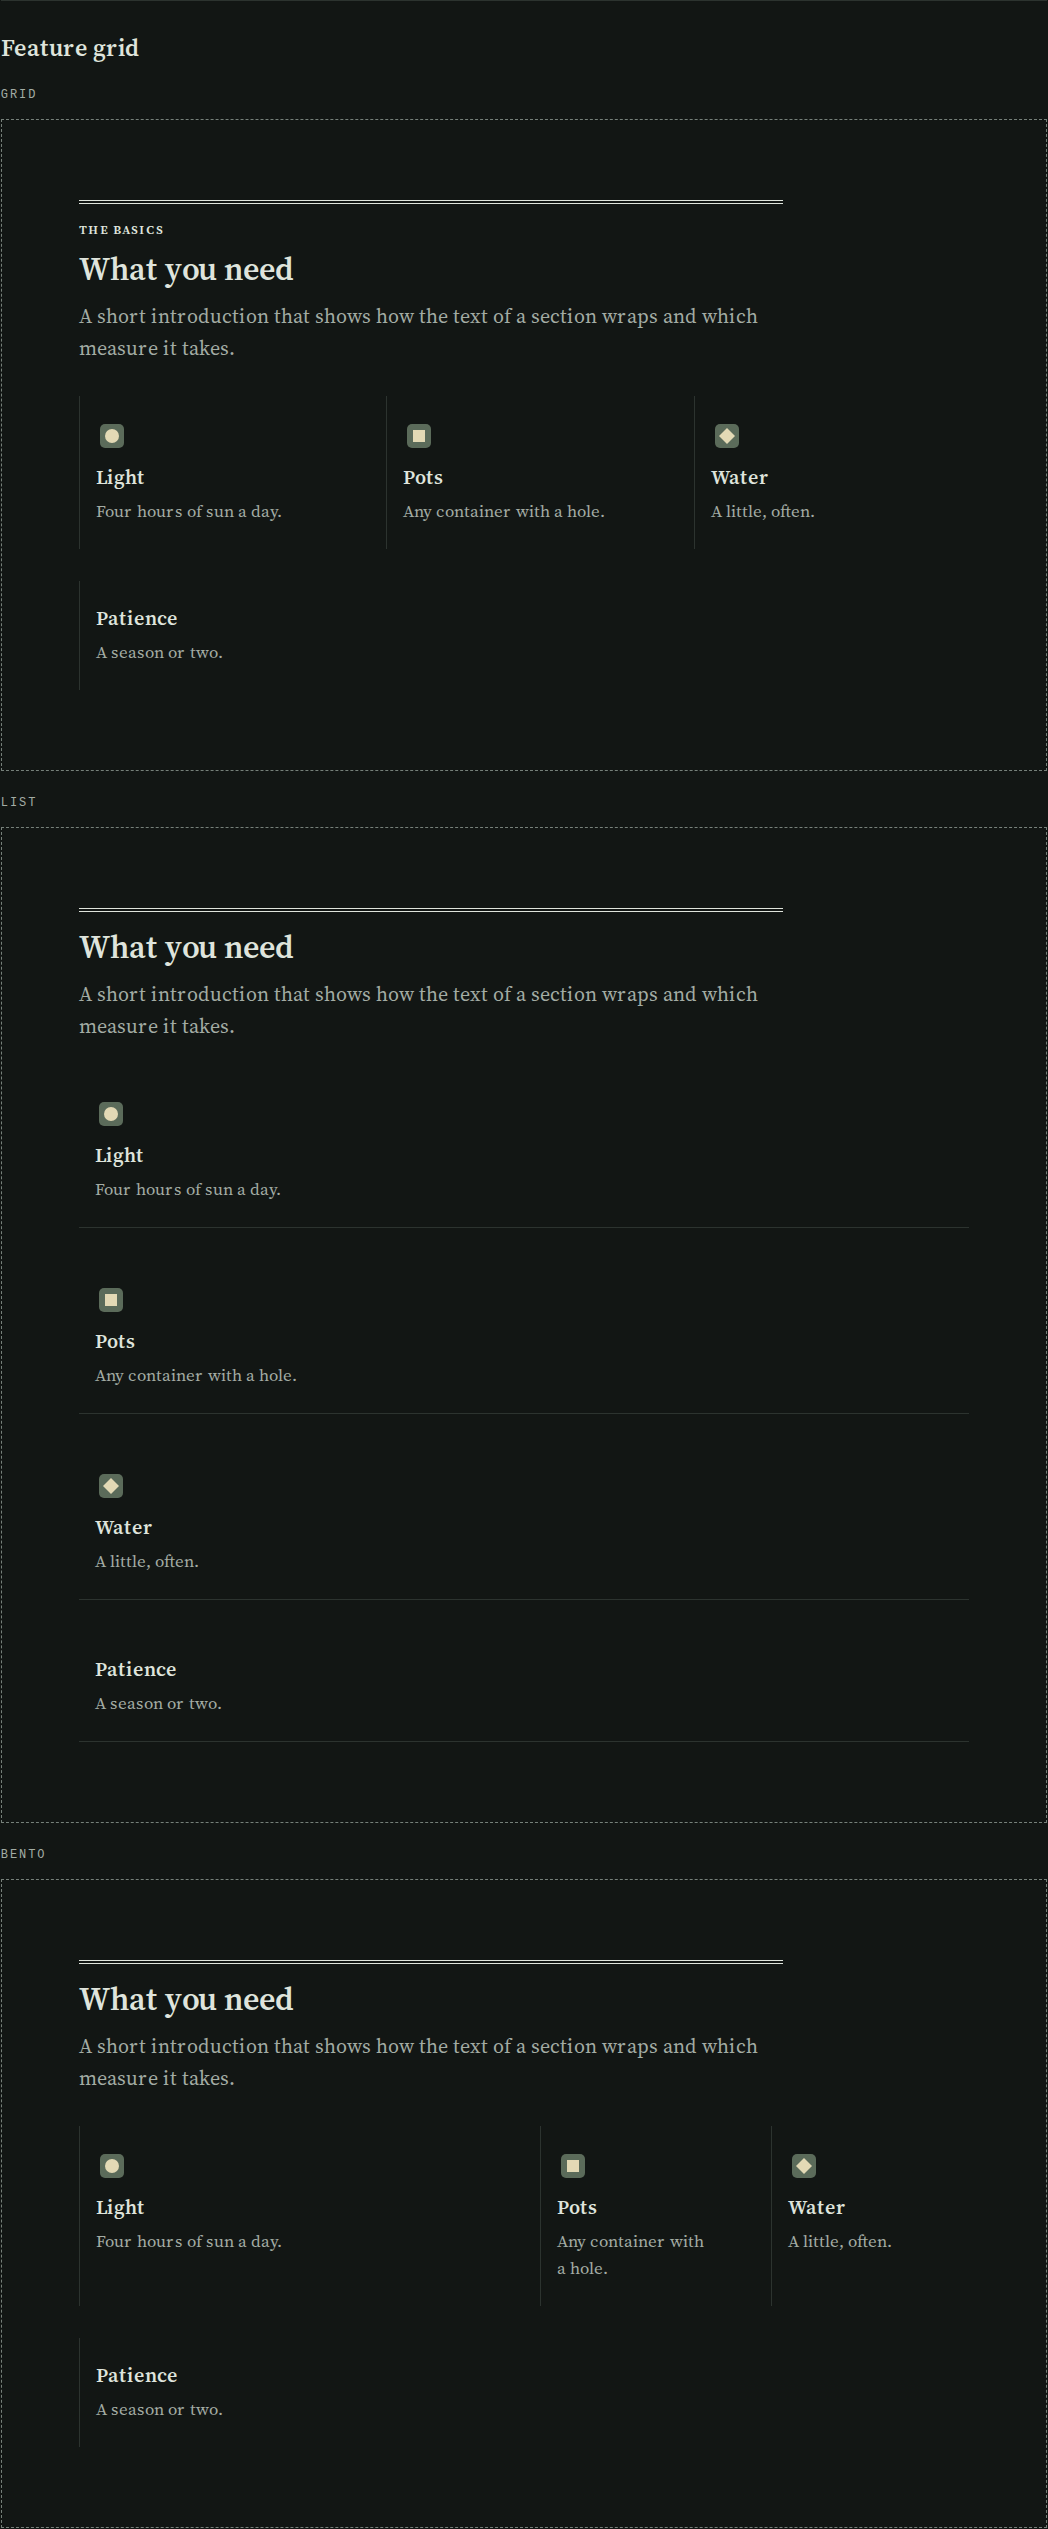 Feature grid
GRID
THE BASICS
What you need
A short introduction that shows how the text of a section wraps and which
measure it takes.
Light
Four hours of sun a day.
Pots
Any container with a hole.
Water
A little, often.
Patience
A season or two.
LIST
What you need
A short introduction that shows how the text of a section wraps and which
measure it takes.
Light
Four hours of sun a day.
Pots
Any container with a hole.
Water
A little, often.
Patience
A season or two.
BENTO
What you need
A short introduction that shows how the text of a section wraps and which
measure it takes.
Light
Four hours of sun a day.
Pots
Any container with
a hole.
Water
A little, often.
Patience
A season or two.